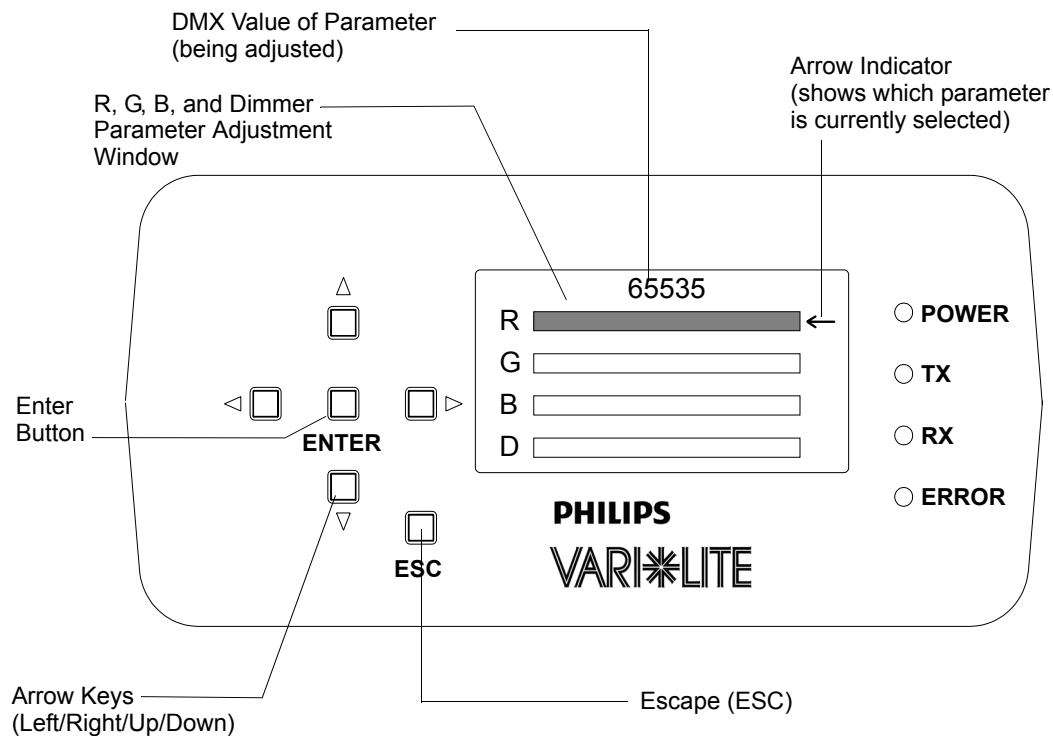 DMX Value of Parameter
(being adjusted)
Arrow Indicator
(shows which parameter
is currently selected)
R, G, B, and Dimmer
Parameter Adjustment
Window
65535
R
G
B
D
POWER
TX
RX
ERROR
Enter
Button
ENTER
ESC
PHILIPS
VARI*LITE
Arrow Keys
(Left/Right/Up/Down)
Escape (ESC)